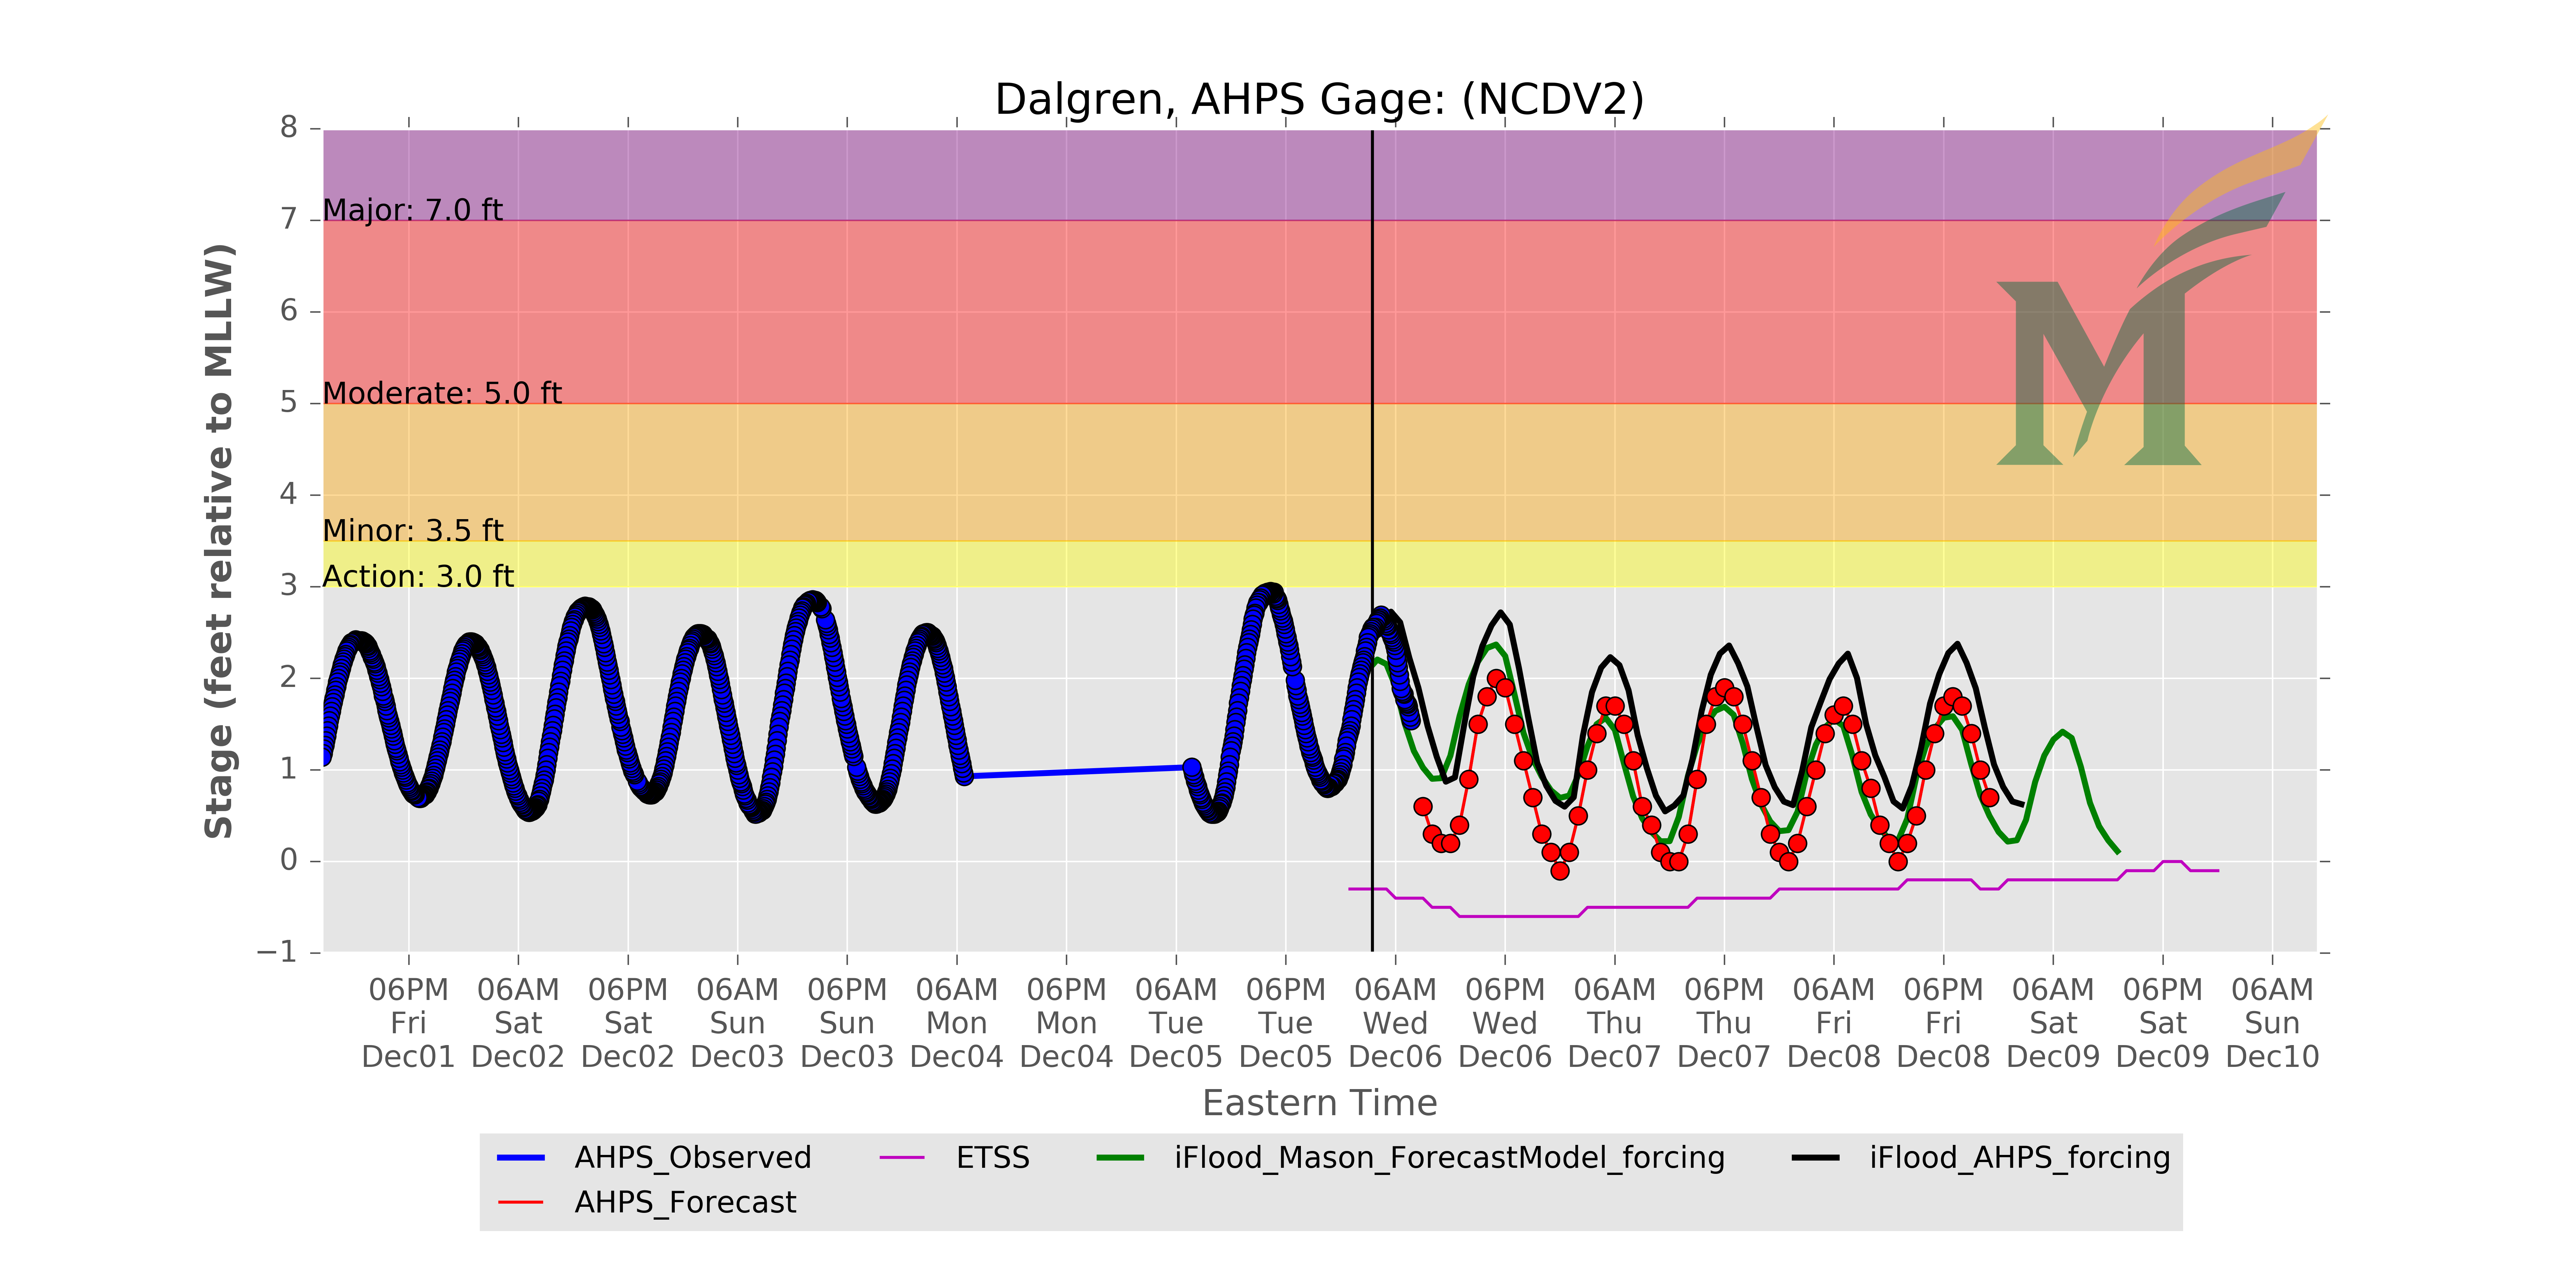 Dalgren, AHPS Gage: (NCDV2)
8
7
6
5
4
3
2
1
0
−1
Stage (feet relative to MLLW)
Major: 7.0 ft
Moderate: 5.0 ft
Minor: 3.5 ft
Action: 3.0 ft
M
06PM 06AM 06PM 06AM 06PM 06AM 06PM 06AM 06PM 06AM 06PM 06AM 06PM 06AM 06PM 06AM 06PM 06AM
Fri Sat Sat Sun Sun Mon Mon Tue Tue Wed Wed Thu Thu Fri Fri Sat Sat Sun
Dec01 Dec02 Dec02 Dec03 Dec03 Dec04 Dec04 Dec05 Dec05 Dec06 Dec06 Dec07 Dec07 Dec08 Dec08 Dec09 Dec09 Dec10
Eastern Time
AHPS_Observed ETSS iFlood_Mason_ForecastModel_forcing iFlood_AHPS_forcing
AHPS_Forecast